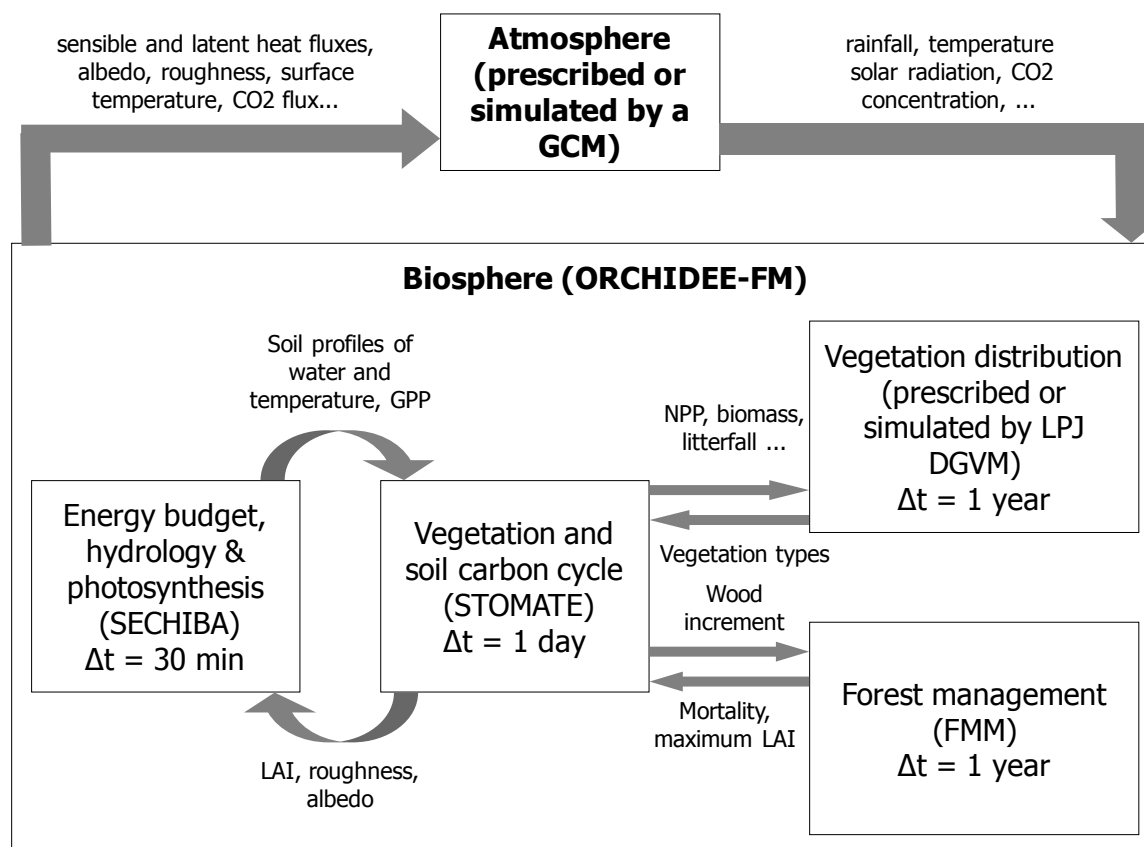 sensible and latent heat fluxes,
albedo, roughness, surface
temperature, CO2 flux...
Atmosphere
(prescribed or
simulated by a
GCM)
rainfall, temperature
solar radiation, CO2
concentration, ...
Biosphere (ORCHIDEE-FM)
Soil profiles of
water and
temperature, GPP
Energy budget,
hydrology &
photosynthesis
(SECHIBA)
Δt = 30 min
Vegetation and
soil carbon cycle
(STOMATE)
Δt = 1 day
LAI, roughness,
albedo
NPP, biomass,
litterfall ...
Vegetation types
Vegetation distribution
(prescribed or
simulated by LPJ
DGVM)
Δt = 1 year
Wood
increment
Mortality,
maximum LAI
Forest management
(FMM)
Δt = 1 year